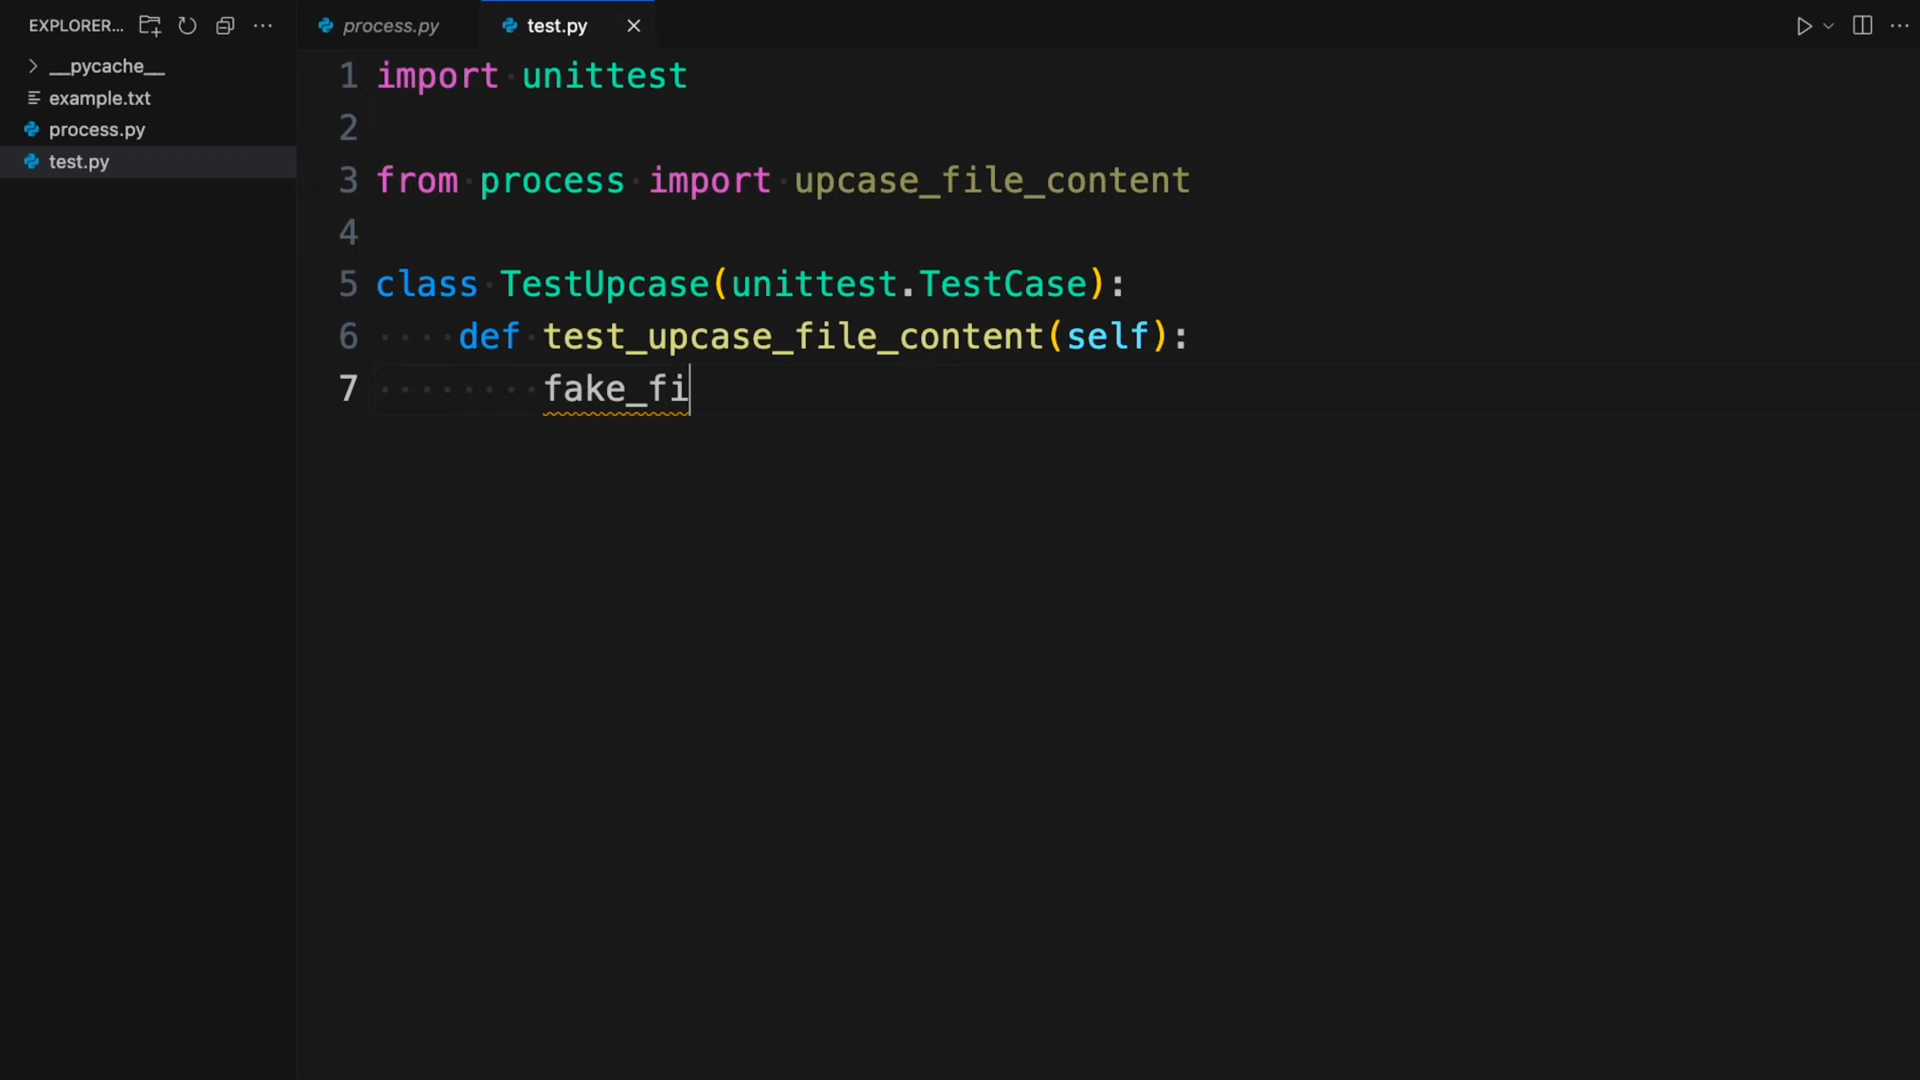 EXPLORER...
process.py
test.py
__pycache__
example.txt
process.py
test.py
1 import unittest
2
3 from process import upcase_file_content
4
5 class TestUpcase(unittest.TestCase):
6 def test_upcase_file_content(self):
7 fake_fi